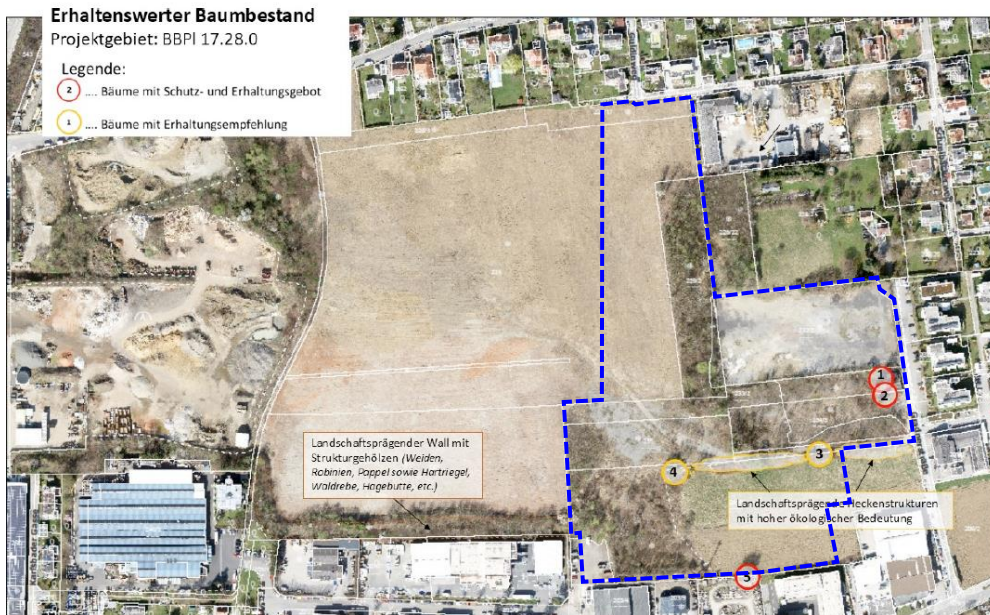 Erhaltenswerter Baumbestand
Projektgebiet: BBPl 17.28.0
Legende:
2 .... Bäume mit Schutz- und Erhaltungsgebot
1 .... Bäume mit Erhaltungsempfehlung
1
2
3
4
Landschaftsprägender Wall mit
Strukturgehölzen (Weiden,
Robinien, Pappel sowie Hartriegel,
Waldrebe, Hagebutte, etc.)
Landschaftsprägende Heckenstrukturen
mit hoher ökologischer Bedeutung
5